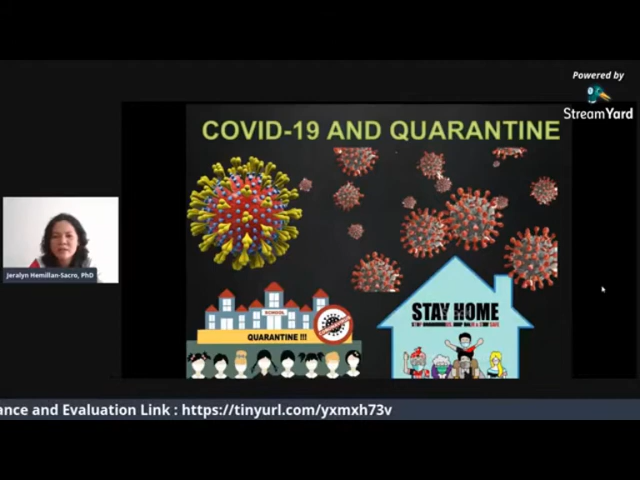 Powered by
StreamYard
COVID-19 AND QUARANTINE
Jeralyn Hemillan-Sacro, PhD
SCHOOL
QUARANTINE !!!
STAY HOME
ance and Evaluation Link : https://tinyurl.com/yxmxh73v